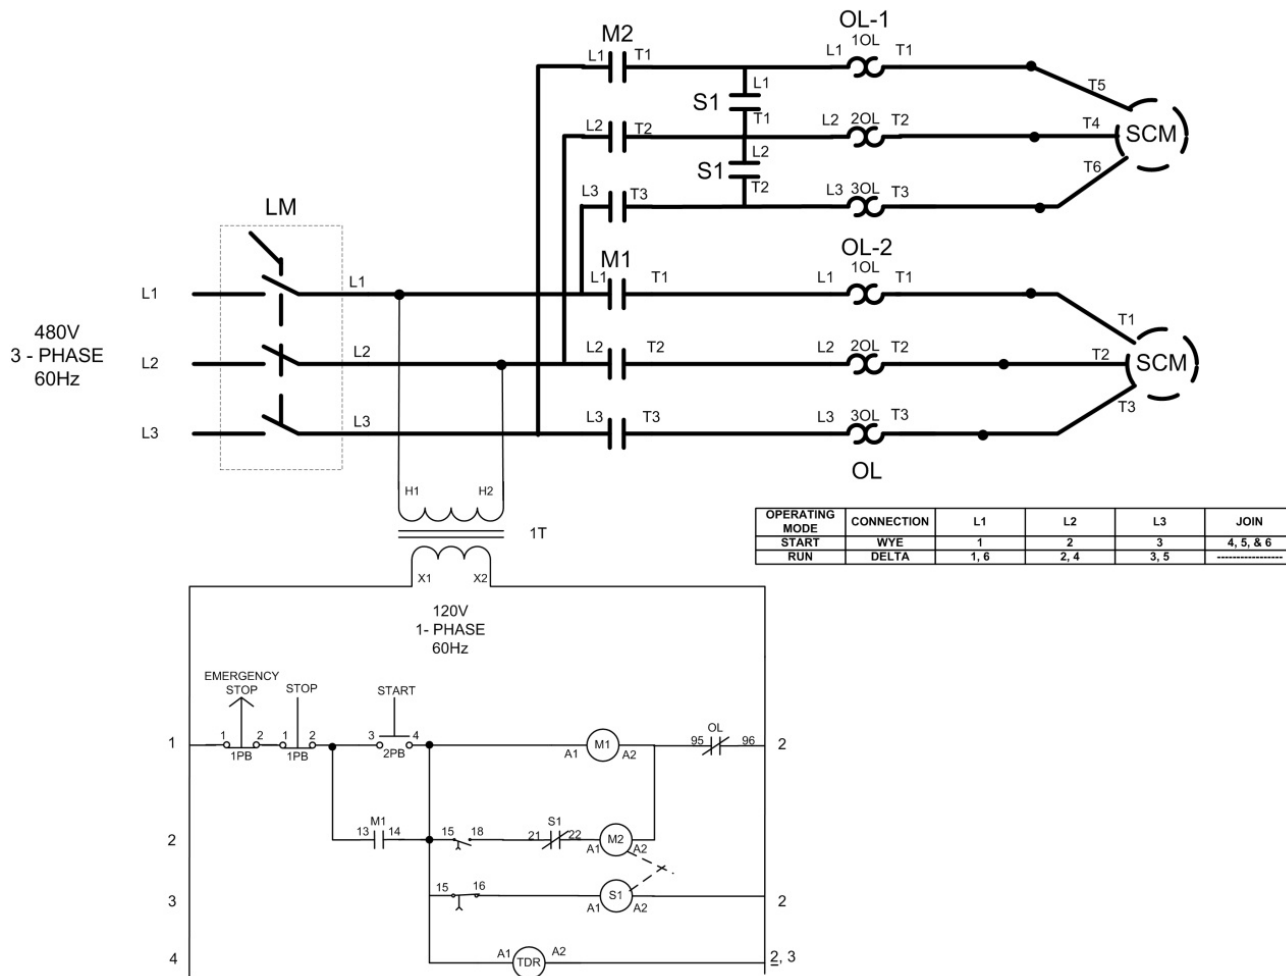 OL-1
M2
1OL
L1 T1
L1 T1
T5
L1
S1
T1
L2 T2
L2 2OL T2
T4
SCM
L2
S1
T2
T6
L3 T3
L3 3OL T3
LM
M1
OL-2
1OL
L1
L1
L1 T1
L1 T1
T1
480V
3 - PHASE
60Hz
L2
L2
L2 T2
L2 2OL T2
T2
SCM
T3
L3
L3
L3 T3
L3 3OL T3
OL
H1 H2
1T
X1 X2
120V
1- PHASE
60Hz
OPERATING MODE CONNECTION L1 L2 L3 JOIN
START WYE 1 2 3 4, 5, & 6
RUN DELTA 1, 6 2, 4 3, 5 -----------------
EMERGENCY
STOP STOP START
1 1 2 1 2 3 4 A1 M1 A2 95 OL 96 2
1PB 1PB 2PB
2 13 M1 14 15 18 21 S1 22 A1 M2 A2
3 15 16 A1 S1 A2 2
4 A1 TDR A2 2, 3